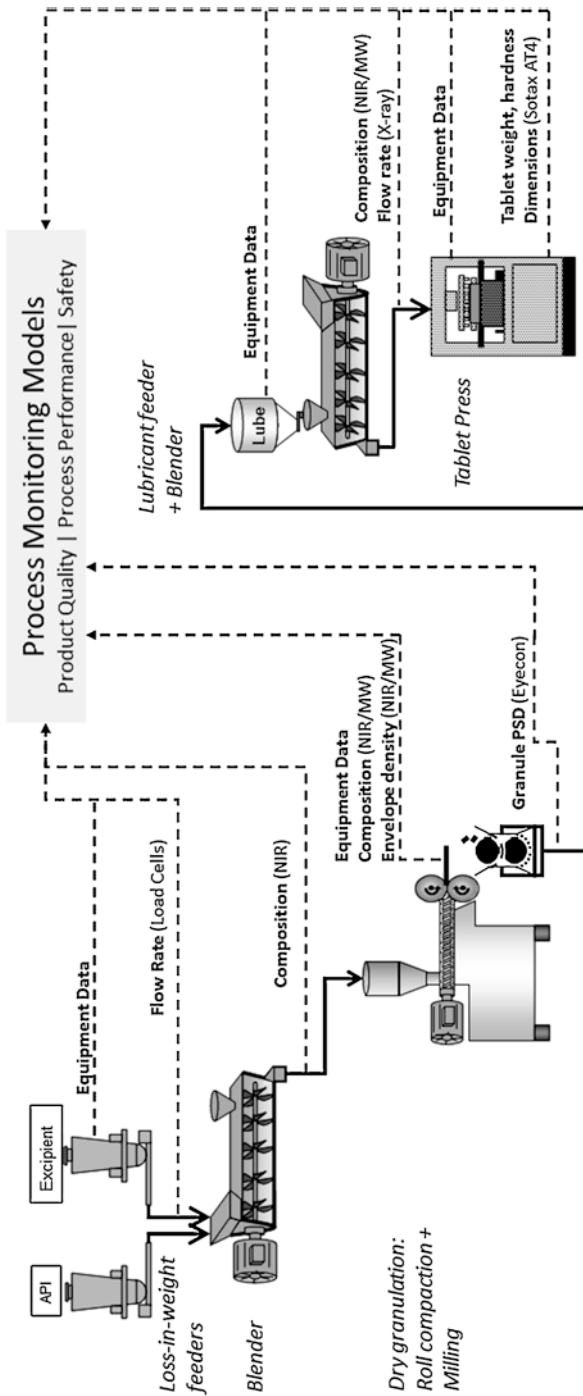 Process Monitoring Models
Product Quality | Process Performance | Safety
API
Excipient
Equipment Data
Loss-in-weight
feeders
Flow Rate (Load Cells)
Blender
Composition (NIR)
Dry granulation:
Roll compaction +
Milling
Equipment Data
Composition (NIR/MW)
Envelope density (NIR/MW)
Granule PSD (Eyecon)
Lubricant feeder
+ Blender
Lube
Equipment Data
Composition (NIR/MW)
Flow rate (X-ray)
Tablet Press
Equipment Data
Tablet weight, hardness
Dimensions (Sotax AT4)